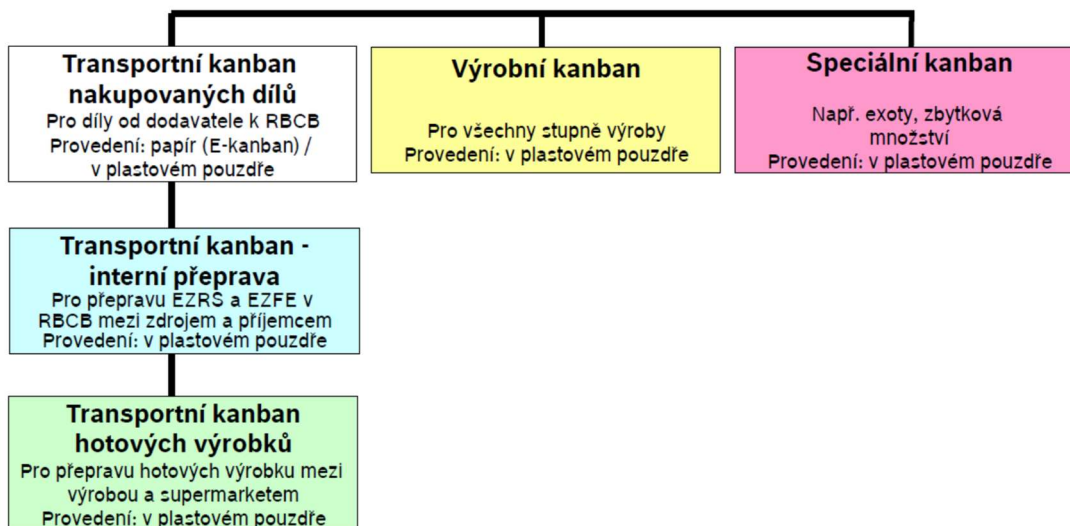 Transportní kanban
nakupovaných dílů
Pro díly od dodavatele k RBCB
Provedení: papír (E-kanban) /
v plastovém pouzdře
Výrobní kanban
Pro všechny stupně výroby
Provedení: v plastovém pouzdře
Speciální kanban
Např. exoty, zbytková
množství
Provedení: v plastovém pouzdře
Transportní kanban -
interní přeprava
Pro přepravu EZRS a EZFE v
RBCB mezi zdrojem a příjemcem
Provedení: v plastovém pouzdře
Transportní kanban
hotových výrobků
Pro přepravu hotových výrobku mezi
výrobou a supermarketem
Provedení: v plastovém pouzdře